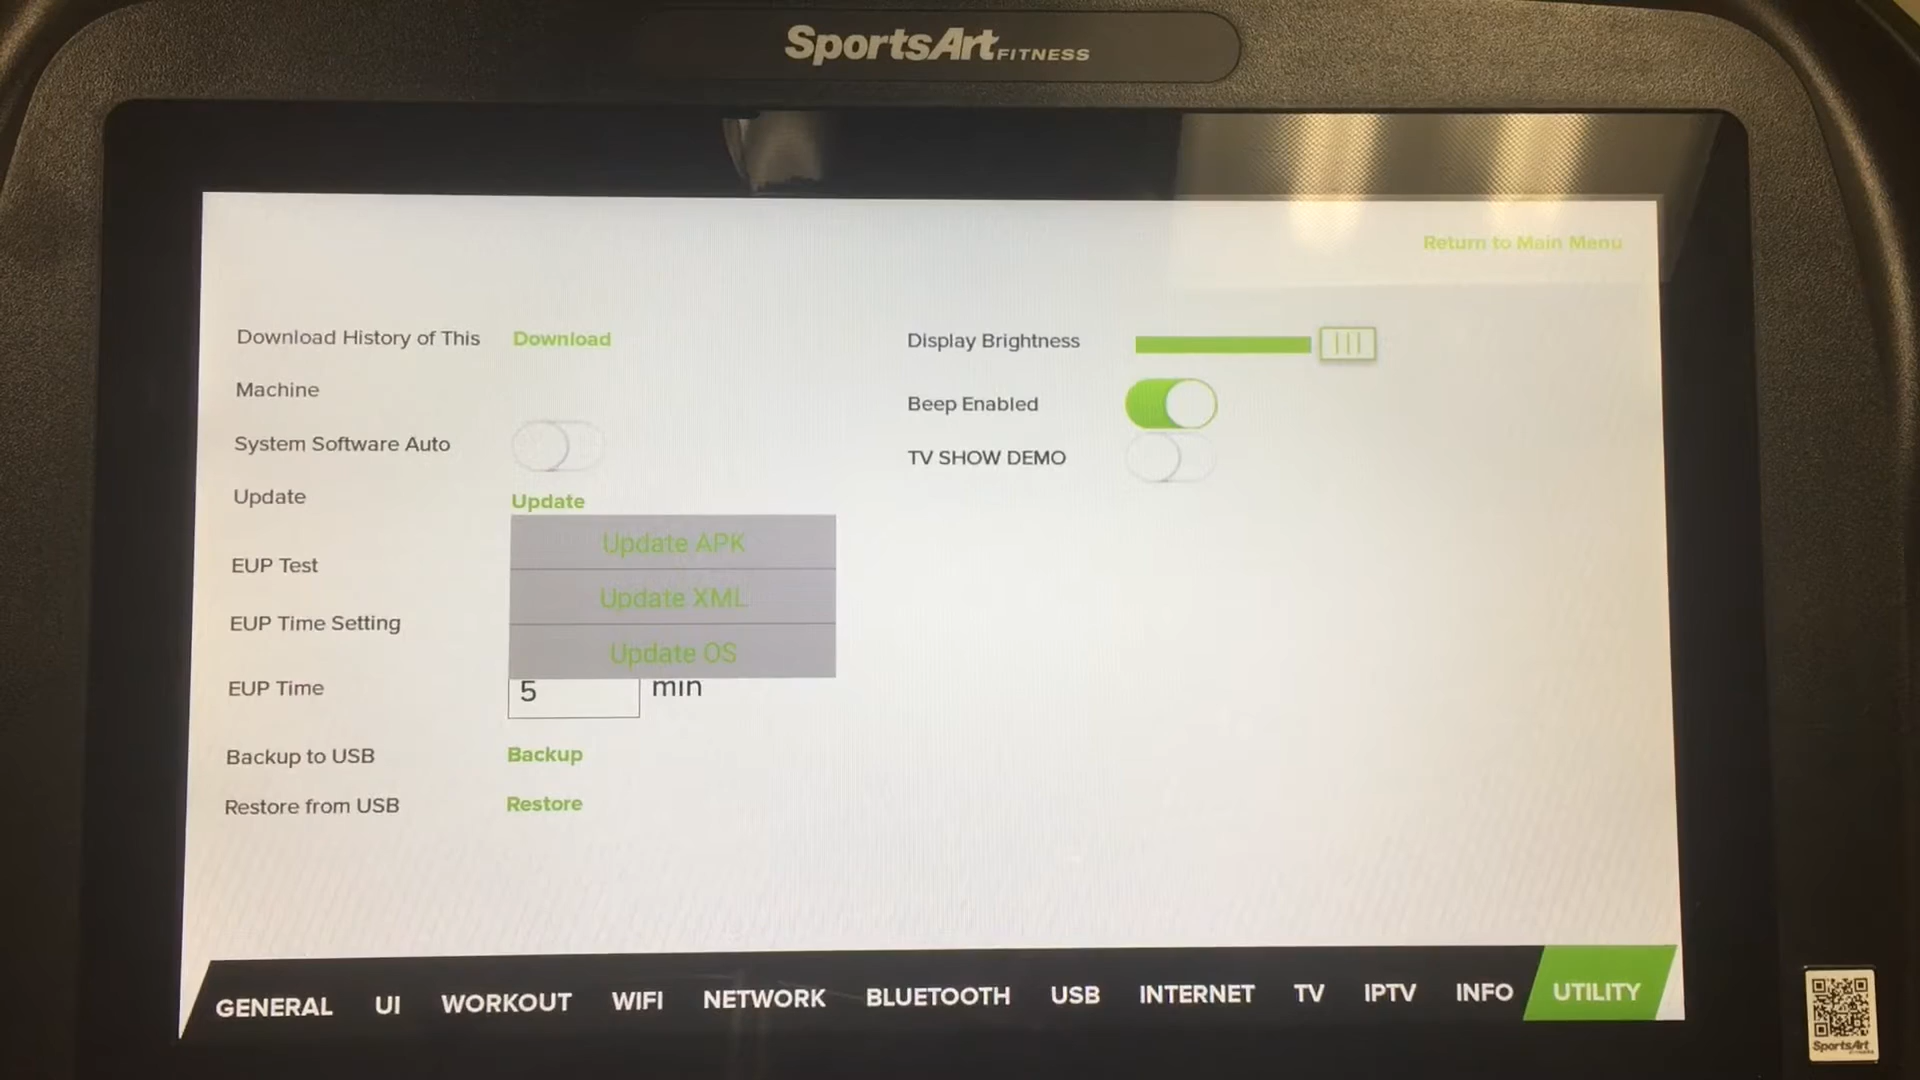 SportsArt FITNESS
Return to Main Menu
Download History of This Download
Machine
System Software Auto
Update Update
Update APK
Update XML
Update OS
EUP Test
EUP Time Setting
EUP Time 5 min
Backup to USB Backup
Restore from USB Restore
Display Brightness
Beep Enabled
TV SHOW DEMO
GENERAL UI WORKOUT WIFI NETWORK BLUETOOTH USB INTERNET TV IPTV INFO UTILITY
SportsArt
FITNESS